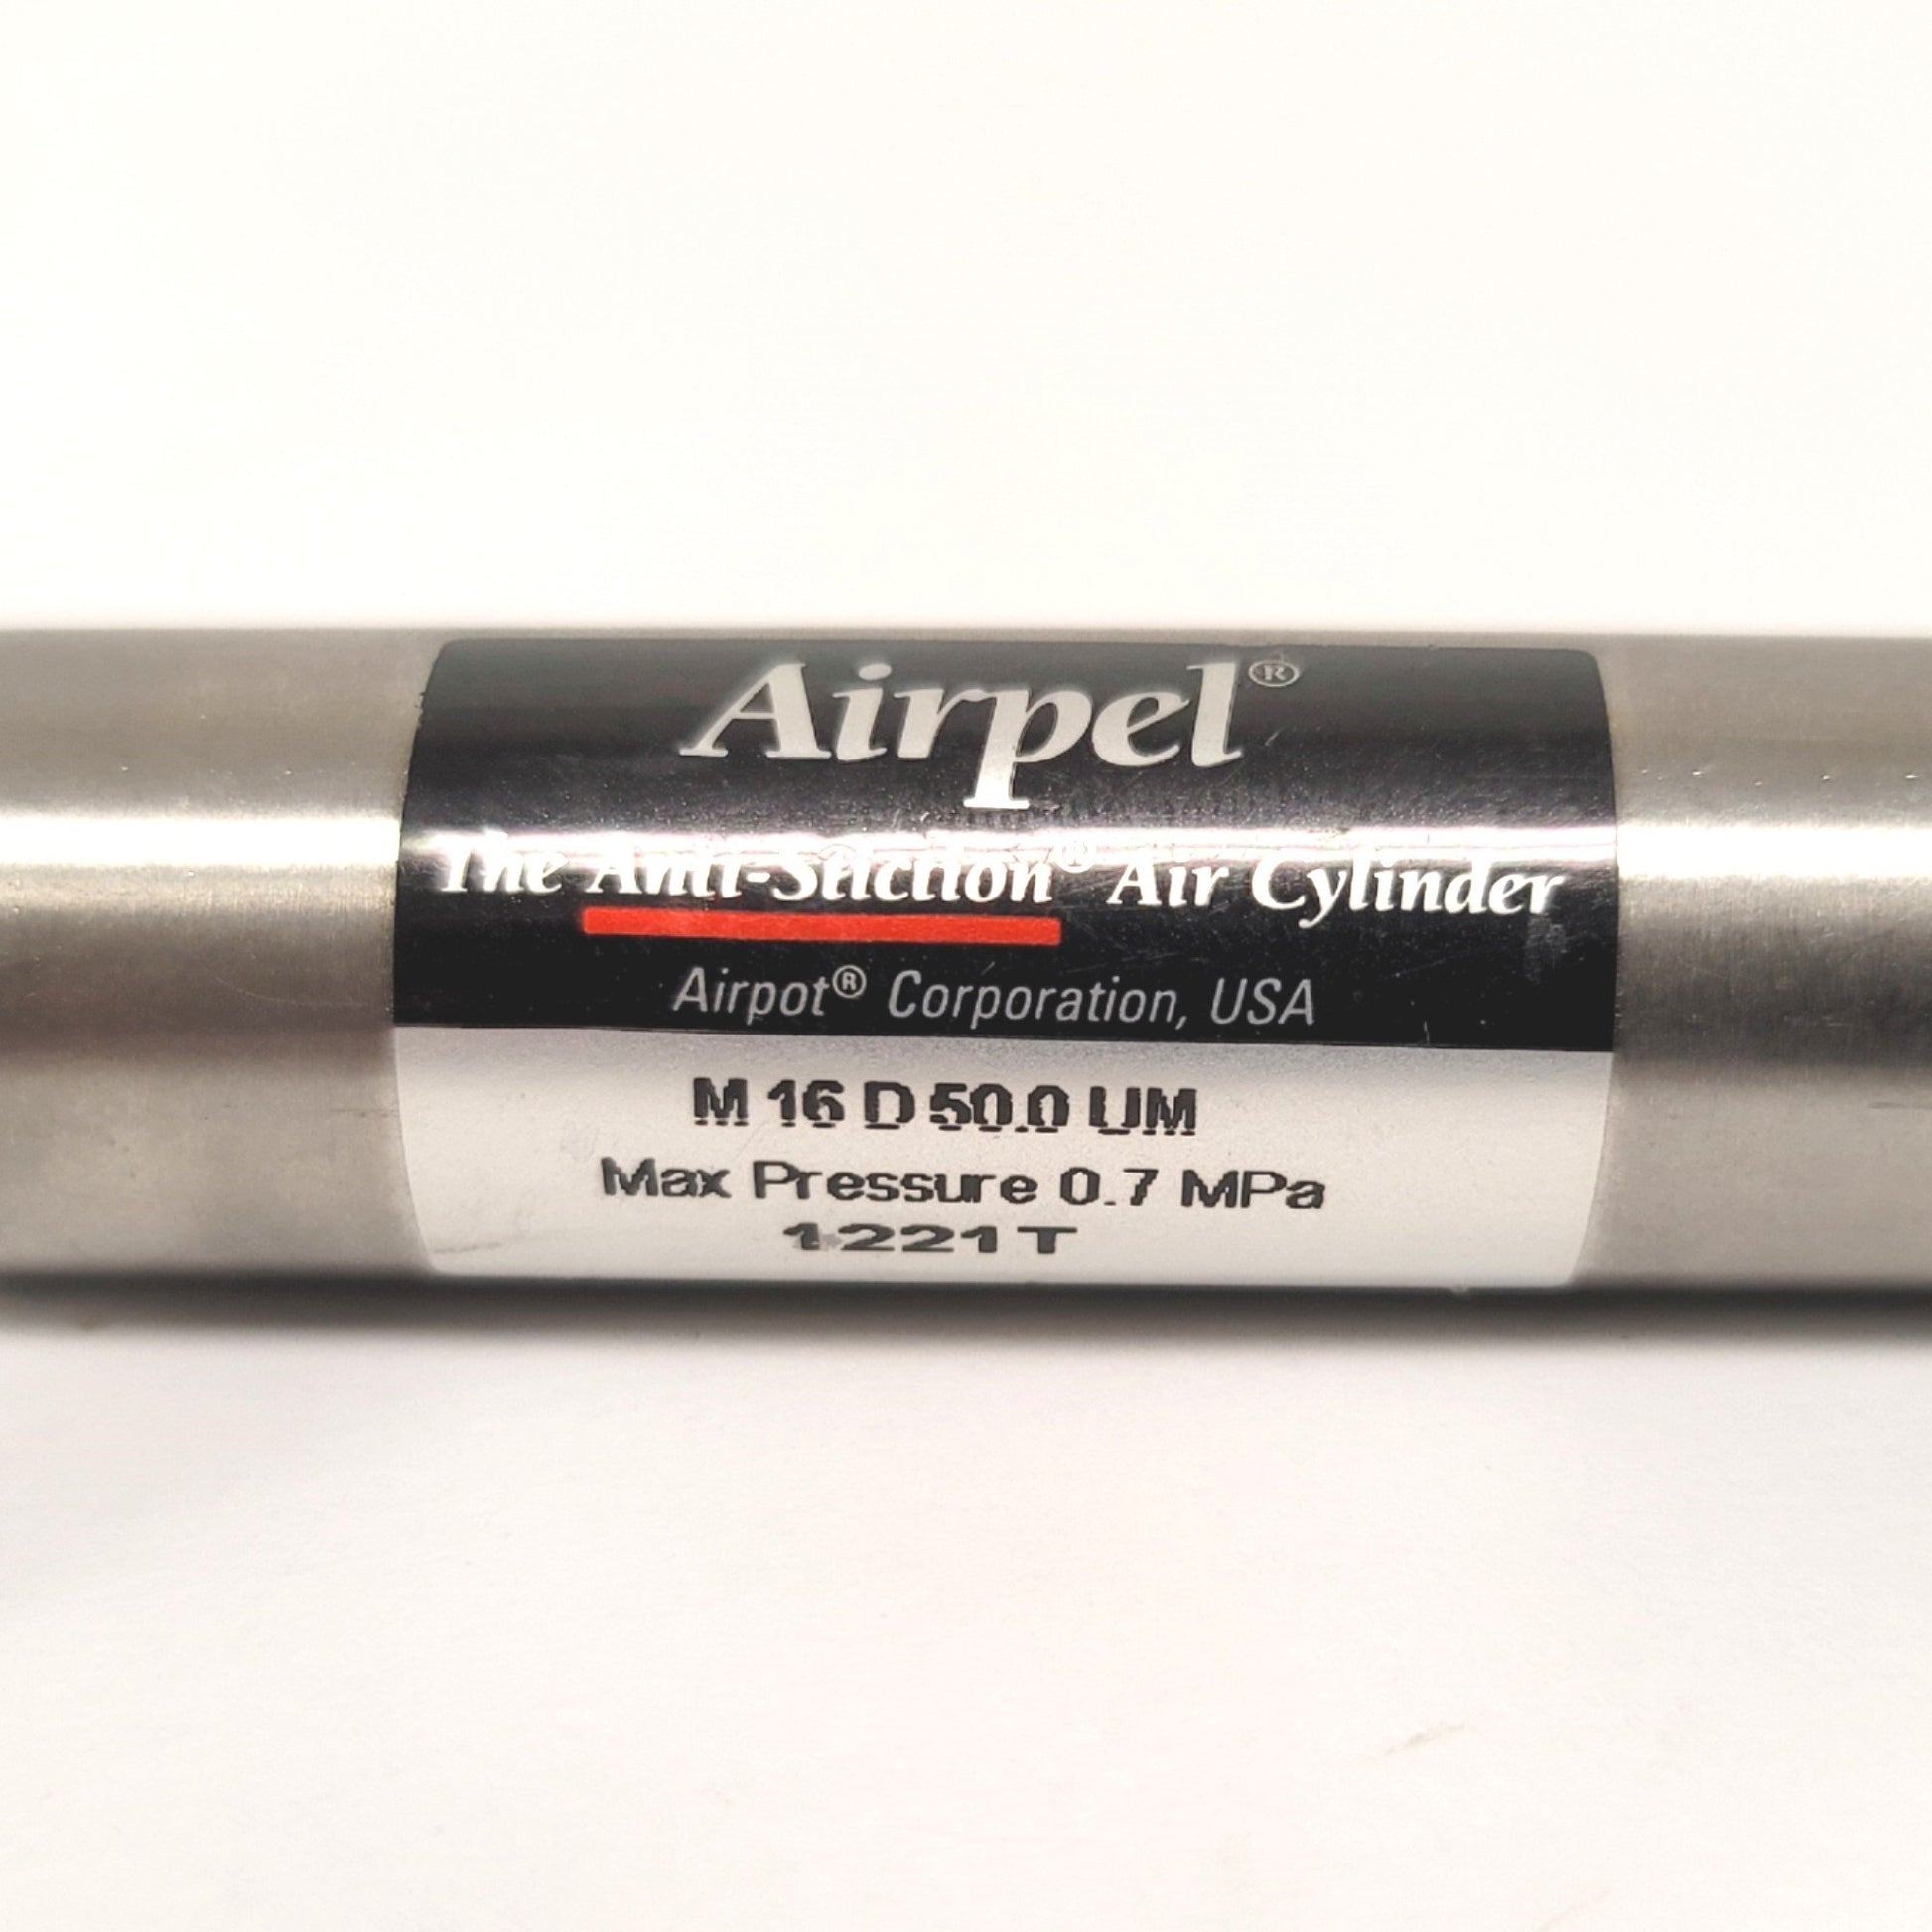 Airpel®
The Anti-Stiction® Air Cylinder
Airpot® Corporation, USA
M 16 D 50.0 UM
Max Pressure 0.7 MPa
1221T